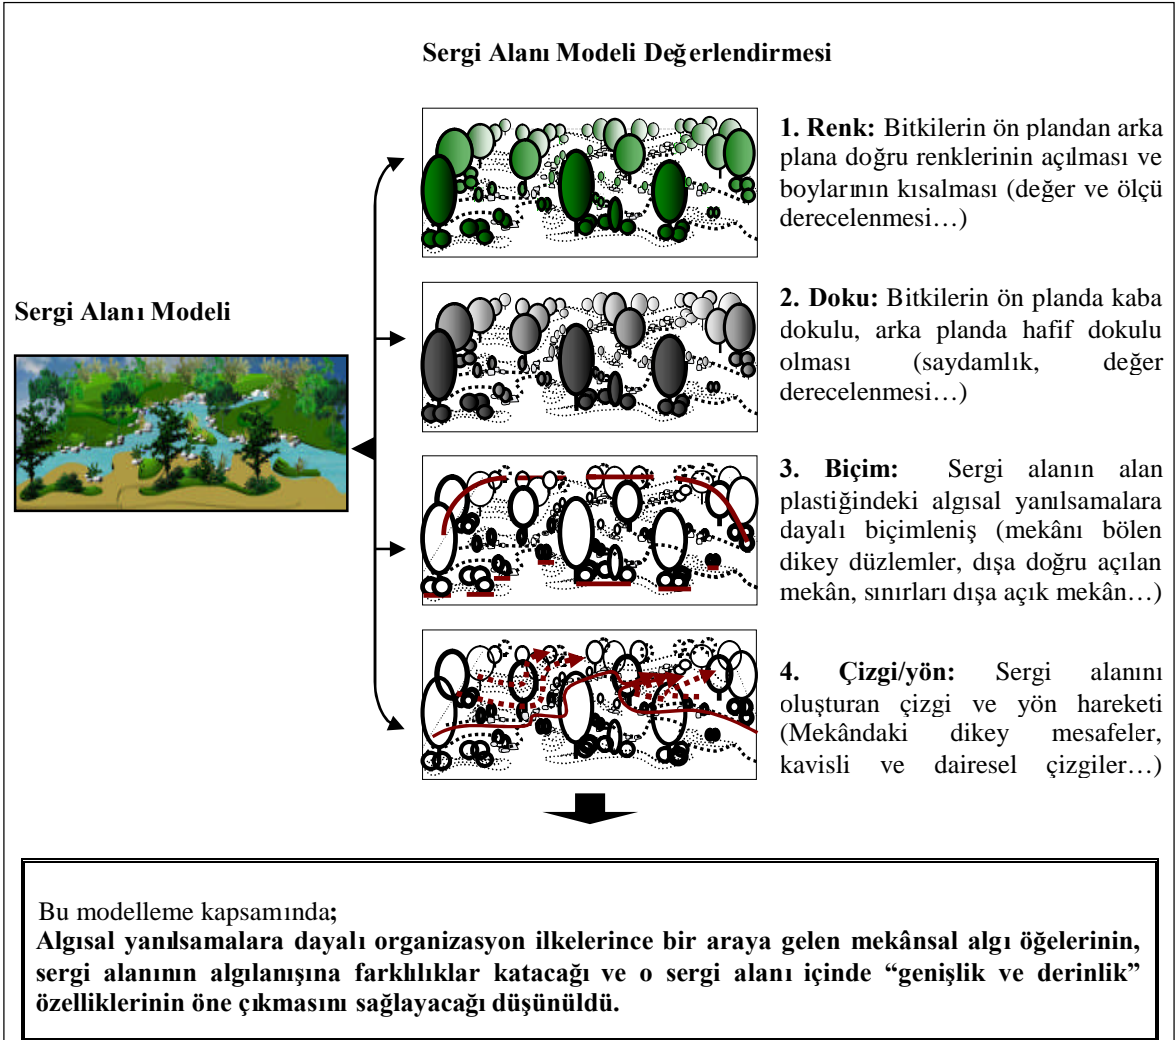 Sergi Alanı Modeli Değerlendirmesi
Sergi Alanı Modeli
1. Renk: Bitkilerin ön plandan arka
plana doğru renklerinin açılması ve
boylarının kısalması (değer ve ölçü
derecelenmesi…)
2. Doku: Bitkilerin ön planda kaba
dokulu, arka planda hafif dokulu
olması (saydamlık, değer
derecelenmesi…)
3. Biçim: Sergi alanın alan
plastiğindeki algısal yanılsamalara
dayalı biçimleniş (mekânı bölen
dikey düzlemler, dışa doğru açılan
mekân, sınırları dışa açık mekân…)
4. Çizgi/yön: Sergi alanını
oluşturan çizgi ve yön hareketi
(Mekândaki dikey mesafeler,
kavisli ve dairesel çizgiler…)
Bu modelleme kapsamında;
Algısal yanılsamalara dayalı organizasyon ilkelerince bir araya gelen mekânsal algı öğelerinin,
sergi alanının algılanışına farklılıklar katacağı ve o sergi alanı içinde “genişlik ve derinlik”
özelliklerinin öne çıkmasını sağlayacağı düşünüldü.